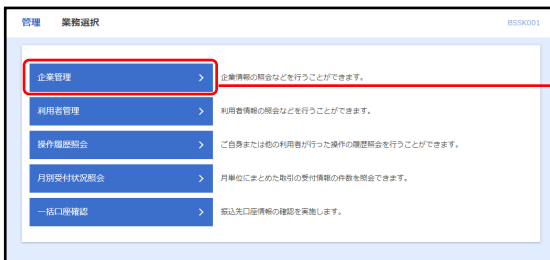 管理 業務選択 BSSK001
企業管理 企業情報の照会などを行うことができます。
利用者管理 利用者情報の照会などを行うことができます。
操作履歴照会 ご自身または他の利用者が行った操作の履歴照会を行うことができます。
月別受付状況照会 月単位にまとめた取引の受付情報の件数を照会できます。
一括口座確認 振込先口座情報の確認を実施します。